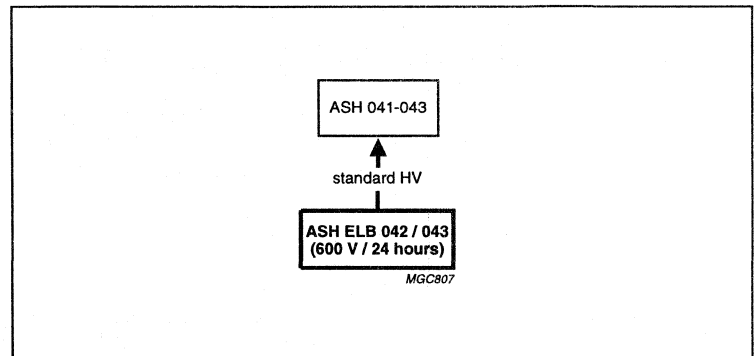 ASH 041-043
standard HV
ASH ELB 042 / 043
(600 V / 24 hours)
MGC807